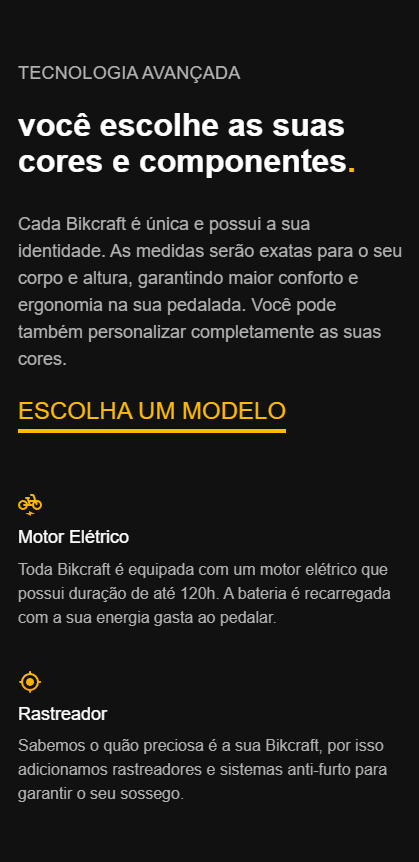 TECNOLOGIA AVANÇADA
você escolhe as suas
cores e componentes.
Cada Bikcraft é única e possui a sua
identidade. As medidas serão exatas para o seu
corpo e altura, garantindo maior conforto e
ergonomia na sua pedalada. Você pode
também personalizar completamente as suas
cores.
ESCOLHA UM MODELO
Motor Elétrico
Toda Bikcraft é equipada com um motor elétrico que
possui duração de até 120h. A bateria é recarregada
com a sua energia gasta ao pedalar.
Rastreador
Sabemos o quão preciosa é a sua Bikcraft, por isso
adicionamos rastreadores e sistemas anti-furto para
garantir o seu sossego.